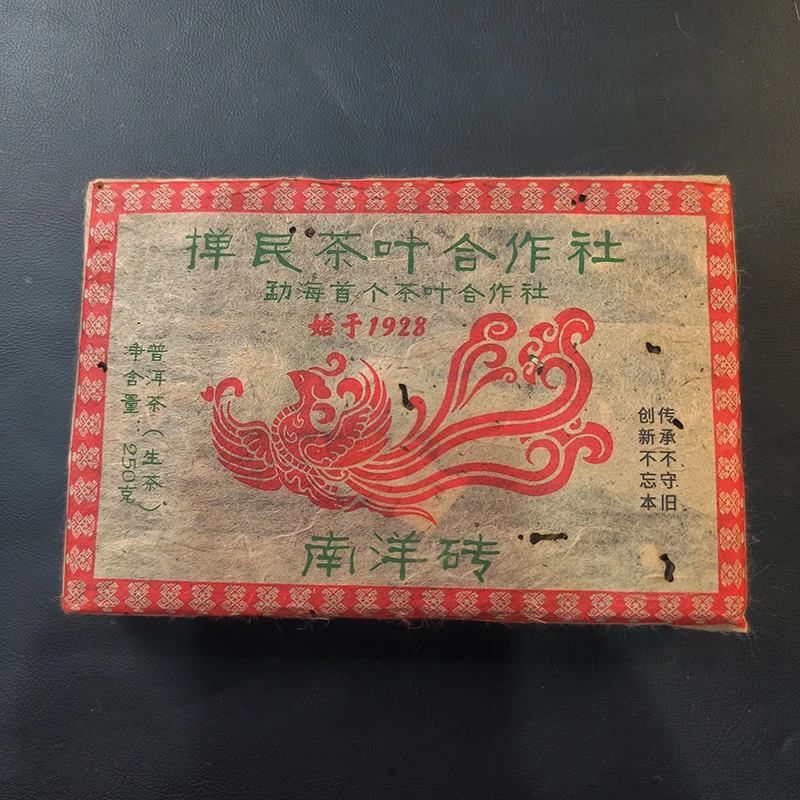 掸民茶叶合作社
勐海首个茶叶合作社
始于1928
普洱茶（生茶）
净含量：250克
传承不守旧
创新不忘本
南洋砖